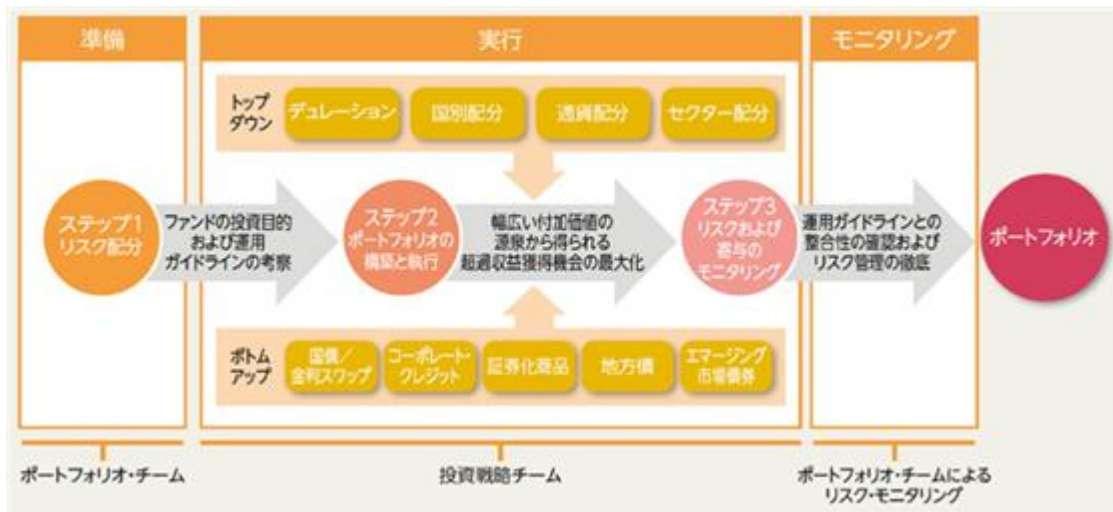 準備
実行
モニタリング
トップ
ダウン
デュレーション
国別配分
通貨配分
セクター配分
ステップ1
リスク配分
ファンドの投資目的
および運用
ガイドラインの考察
ステップ2
ポートフォリオの
構築と執行
幅広い付加価値の
源泉から得られる
超過収益獲得機会の最大化
ステップ3
リスクおよび
寄与の
モニタリング
運用ガイドラインとの
整合性の確認および
リスク管理の徹底
ポートフォリオ
ボトム
アップ
国債／
金利スワップ
コーポレート・
クレジット
証券化商品
地方債
エマージング
市場債券
ポートフォリオ・チーム
投資戦略チーム
ポートフォリオ・チームによる
リスク・モニタリング